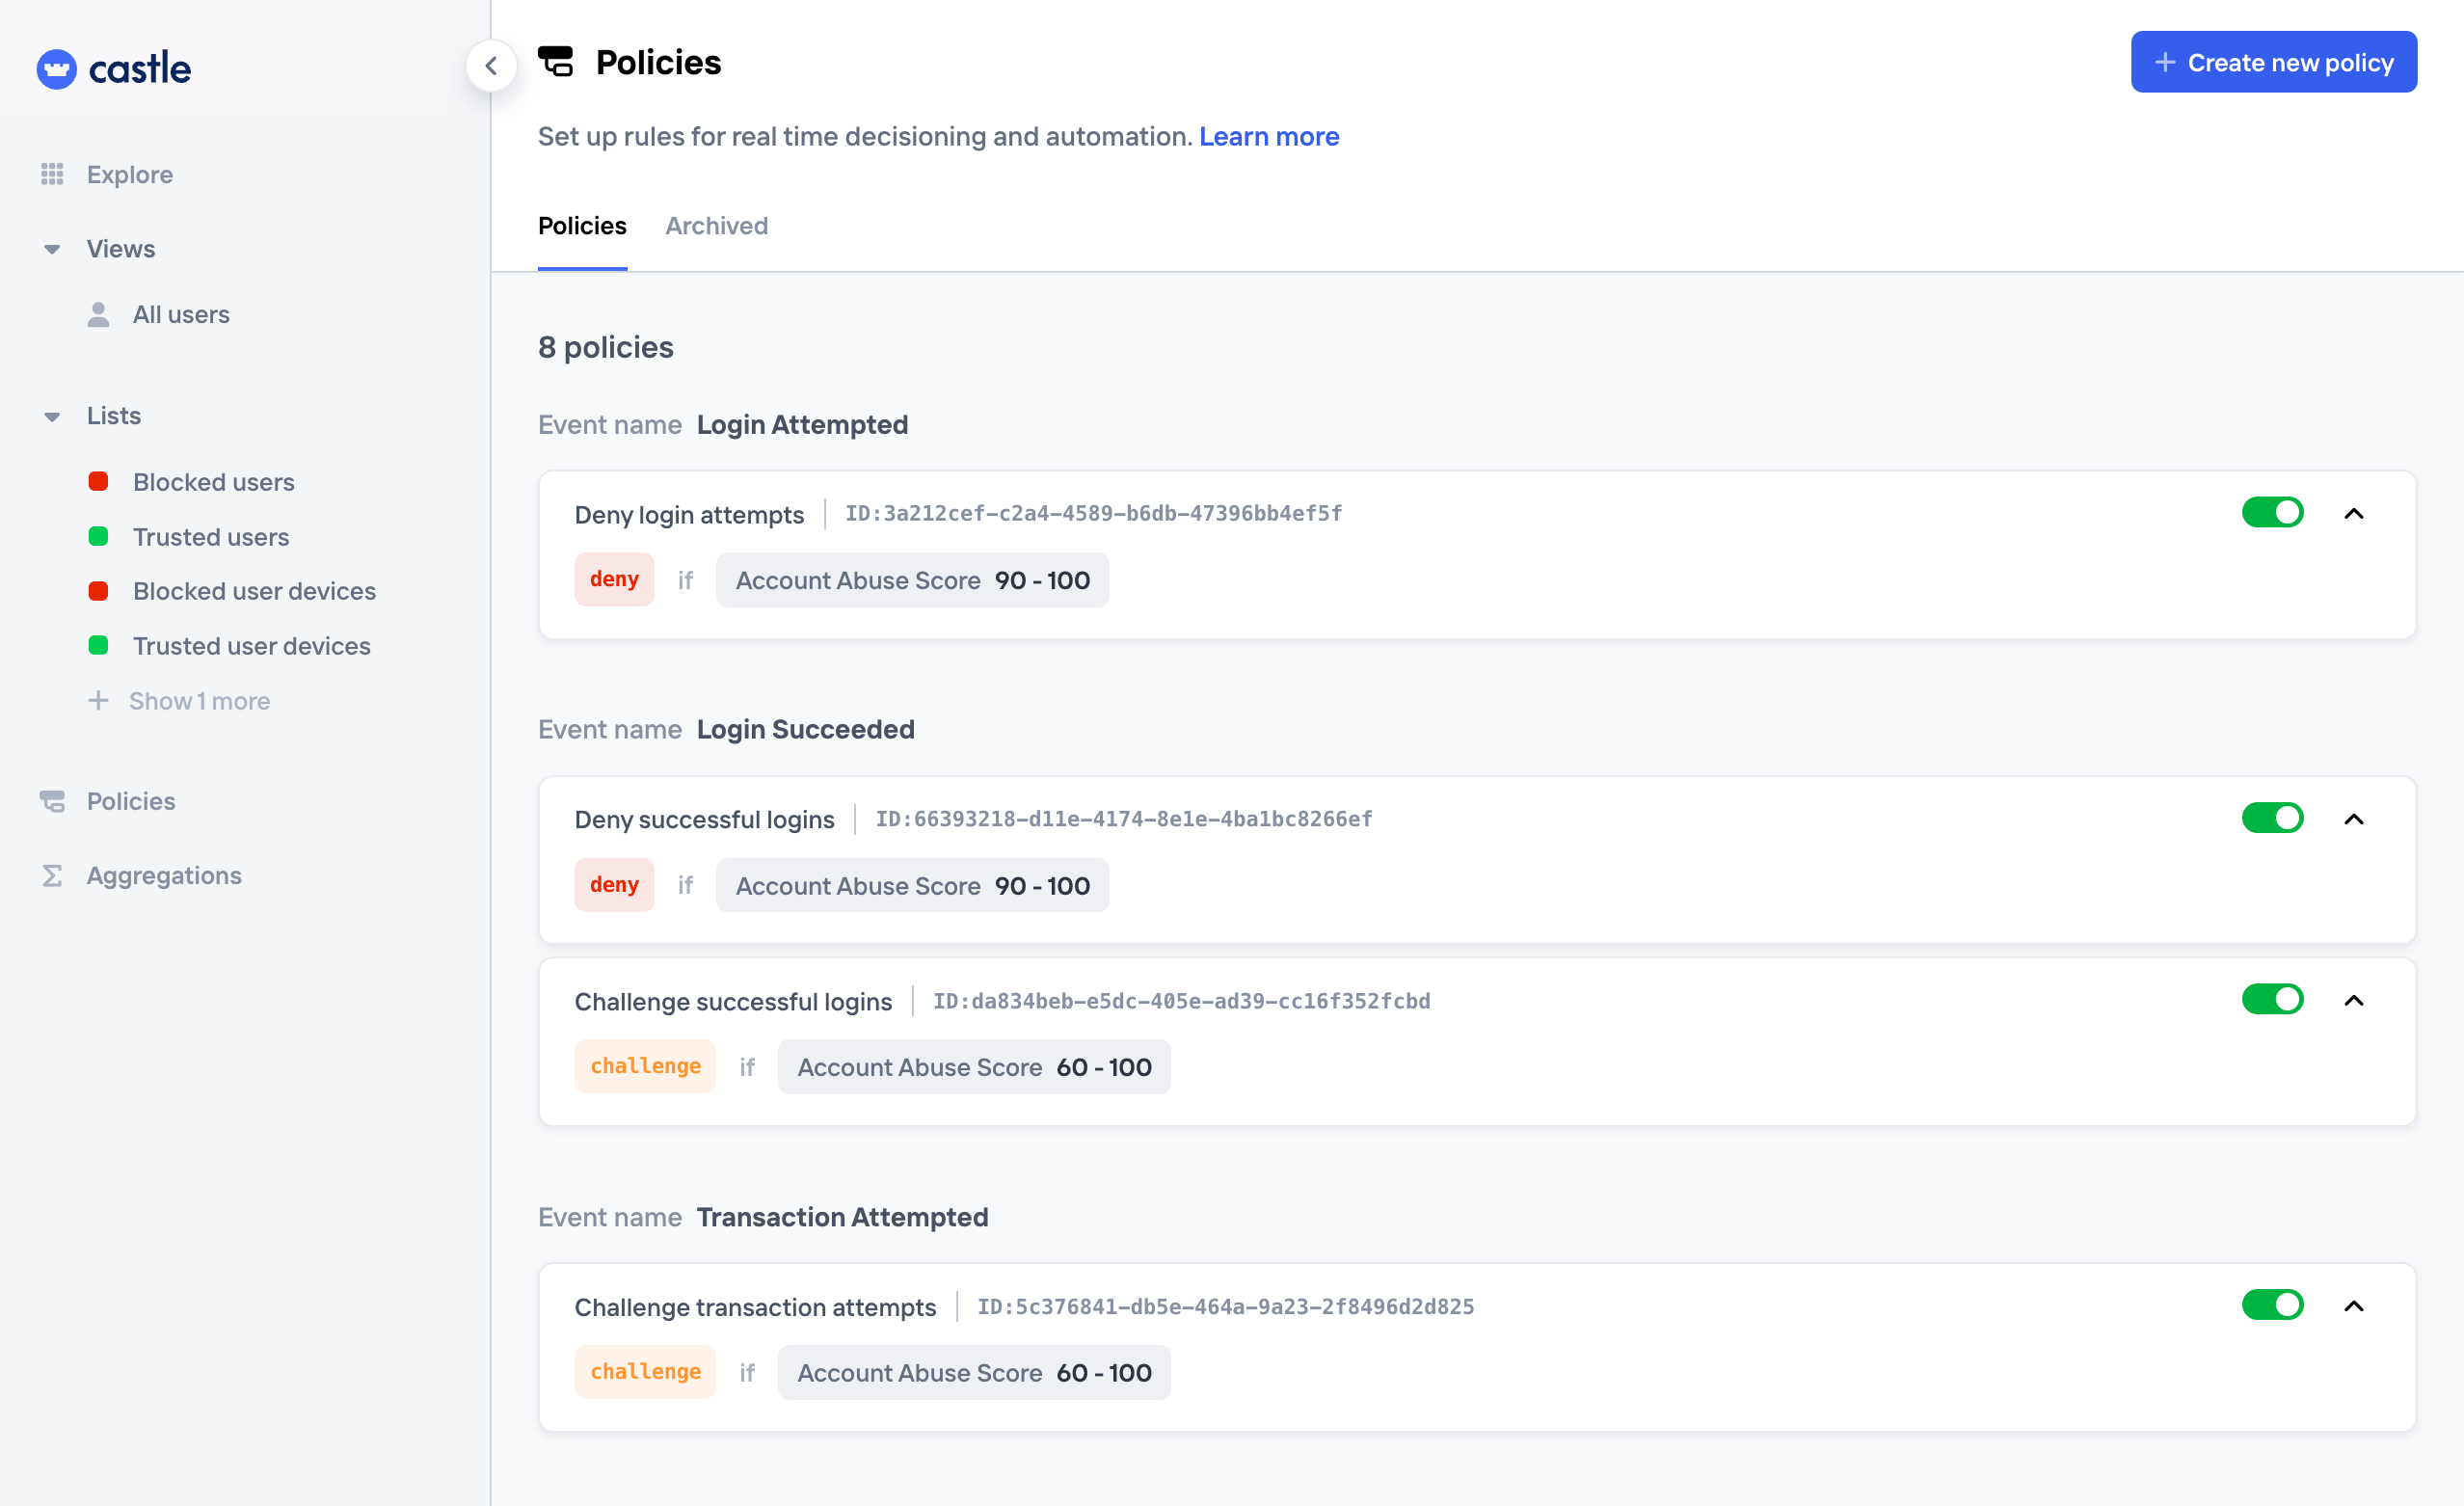 castle
Explore
Views
All users
Lists
Blocked users
Trusted users
Blocked user devices
Trusted user devices
Show 1 more
Policies
Aggregations
Policies
Create new policy
Set up rules for real time decisioning and automation. Learn more
Policies Archived
8 policies
Event name Login Attempted
Deny login attempts ID:3a212cef-c2a4-4589-b6db-47396bb4ef5f
deny if Account Abuse Score 90 - 100
Event name Login Succeeded
Deny successful logins ID:66393218-d11e-4174-8e1e-4ba1bc8266ef
deny if Account Abuse Score 90 - 100
Challenge successful logins ID:da834beb-e5dc-405e-ad39-cc16f352fcbd
challenge if Account Abuse Score 60 - 100
Event name Transaction Attempted
Challenge transaction attempts ID:5c376841-db5e-464a-9a23-2f8496d2d825
challenge if Account Abuse Score 60 - 100